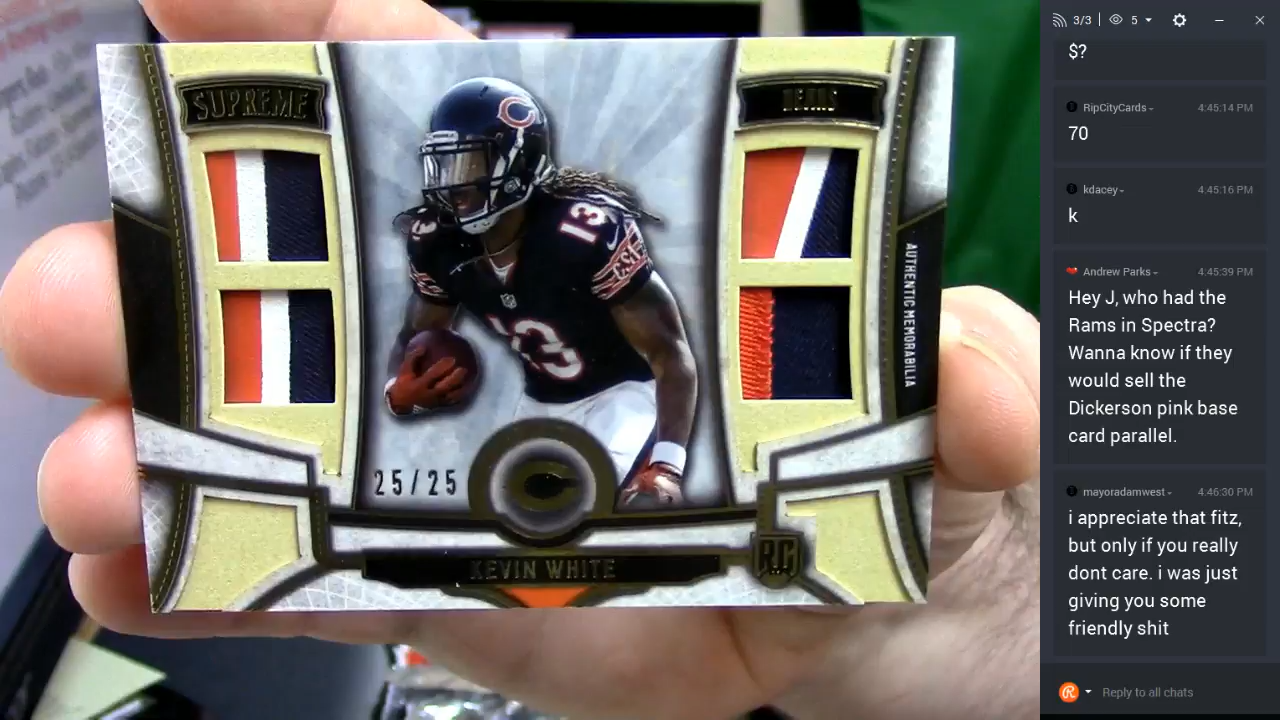 SUPREME
AUTHENTIC MEMORABILIA
13
13
25/25
KEVIN WHITE
RC
3/3
5
$?
RipCityCards
4:45:14 PM
70
kdacey
4:45:16 PM
k
Andrew Parks
4:45:39 PM
Hey J, who had the
Rams in Spectra?
Wanna know if they
would sell the
Dickerson pink base
card parallel.
mayoradamwest
4:46:30 PM
i appreciate that fitz,
but only if you really
dont care. i was just
giving you some
friendly shit
Reply to all chats